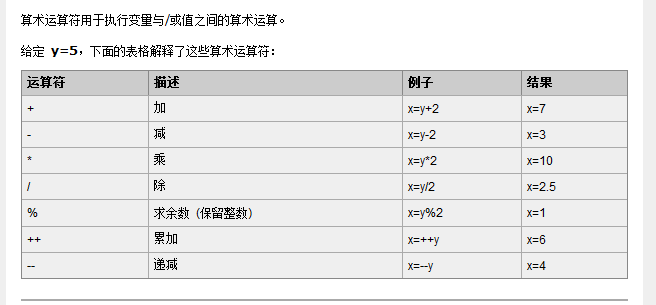 算术运算符用于执行变量与/或值之间的算术运算。
给定 y=5，下面的表格解释了这些算术运算符：
运算符 描述 例子 结果
+ 加 x=y+2 x=7
- 减 x=y-2 x=3
* 乘 x=y*2 x=10
/ 除 x=y/2 x=2.5
% 求余数 (保留整数) x=y%2 x=1
++ 累加 x=++y x=6
-- 递减 x=--y x=4